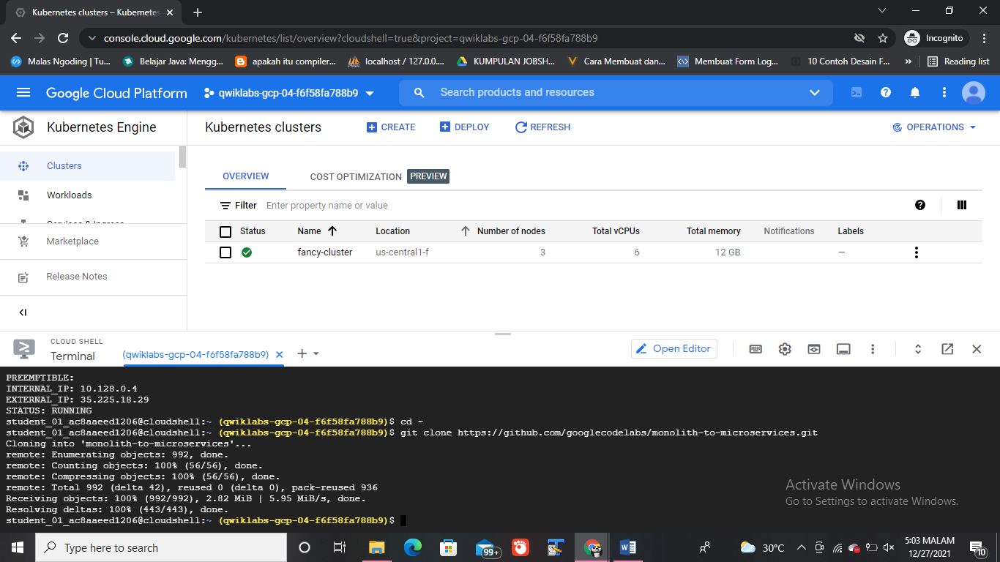 Kubernetes clusters – Kubernetes
console.cloud.google.com/kubernetes/list/overview?cloudshell=true&project=qwiklabs-gcp-04-f6f58fa788b9
Incognito
Malas Ngoding | Tu...
Belajar Java: Mengg...
apakah itu compiler...
localhost / 127.0.0....
KUMPULAN JOBSH...
Cara Membuat dan...
Membuat Form Log...
10 Contoh Desain F...
»
Reading list
Google Cloud Platform
qwiklabs-gcp-04-f6f58fa788b9
Search products and resources
Kubernetes Engine
Kubernetes clusters
CREATE
DEPLOY
REFRESH
OPERATIONS
Clusters
Workloads
Services & Ingress
Marketplace
Release Notes
OVERVIEW
COST OPTIMIZATION PREVIEW
Filter Enter property name or value
Status Name Location Number of nodes Total vCPUs Total memory Notifications Labels
fancy-cluster us-central1-f 3 6 12 GB —
CLOUD SHELL
Terminal
(qwiklabs-gcp-04-f6f58fa788b9)
Open Editor
PREEMPTIBLE:
INTERNAL_IP: 10.128.0.4
EXTERNAL_IP: 35.225.18.29
STATUS: RUNNING
student_01_ac8aaeed1206@cloudshell:~ (qwiklabs-gcp-04-f6f58fa788b9)$ cd ~
student_01_ac8aaeed1206@cloudshell:~ (qwiklabs-gcp-04-f6f58fa788b9)$ git clone https://github.com/googlecodelabs/monolith-to-microservices.git
Cloning into 'monolith-to-microservices'...
remote: Enumerating objects: 992, done.
remote: Counting objects: 100% (56/56), done.
remote: Compressing objects: 100% (56/56), done.
remote: Total 992 (delta 42), reused 0 (delta 0), pack-reused 936
Receiving objects: 100% (992/992), 2.82 MiB | 5.95 MiB/s, done.
Resolving deltas: 100% (443/443), done.
student_01_ac8aaeed1206@cloudshell:~ (qwiklabs-gcp-04-f6f58fa788b9)$
Activate Windows
Go to Settings to activate Windows.
Type here to search
99+
30°C
5:03 MALAM
12/27/2021
10